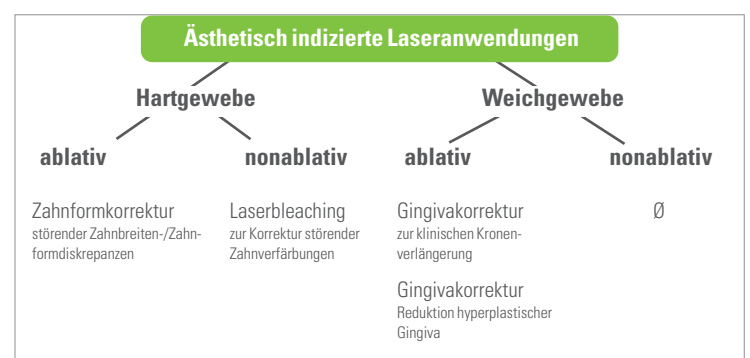 Ästhetisch indizierte Laseranwendungen
Hartgewebe
Weichgewebe
ablativ
nonablativ
ablativ
nonablativ
Zahnformkorrektur
störender Zahnbreiten-/Zahn-
formdiskrepanzen
Laserbleaching
zur Korrektur störender
Zahnverfärbungen
Gingivakorrektur
zur klinischen Kronen-
verlängerung
Gingivakorrektur
Reduktion hyperplastischer
Gingiva
Ø